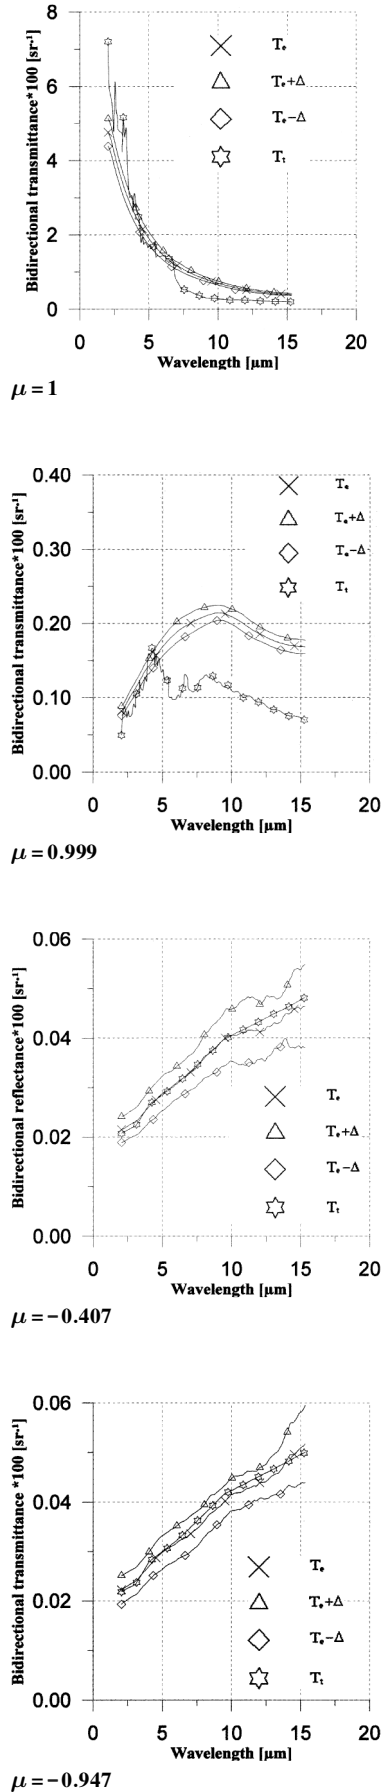 8
6
4
2
0
Bidirectional transmittance*100 [sr⁻¹]
Tₑ
Tₑ+Δ
Tₑ−Δ
Tₜ
0 5 10 15 20
Wavelength [μm]
μ = 1
0.40
0.30
0.20
0.10
0.00
Bidirectional transmittance*100 [sr⁻¹]
Tₑ
Tₑ+Δ
Tₑ−Δ
Tₜ
0 5 10 15 20
Wavelength [μm]
μ = 0.999
0.06
0.04
0.02
0.00
Bidirectional reflectance*100 [sr⁻¹]
Tₑ
Tₑ+Δ
Tₑ−Δ
Tₜ
0 5 10 15 20
Wavelength [μm]
μ = −0.407
0.06
0.04
0.02
0.00
Bidirectional transmittance *100 [sr⁻¹]
Tₑ
Tₑ+Δ
Tₑ−Δ
Tₜ
0 5 10 15 20
Wavelength [μm]
μ = −0.947